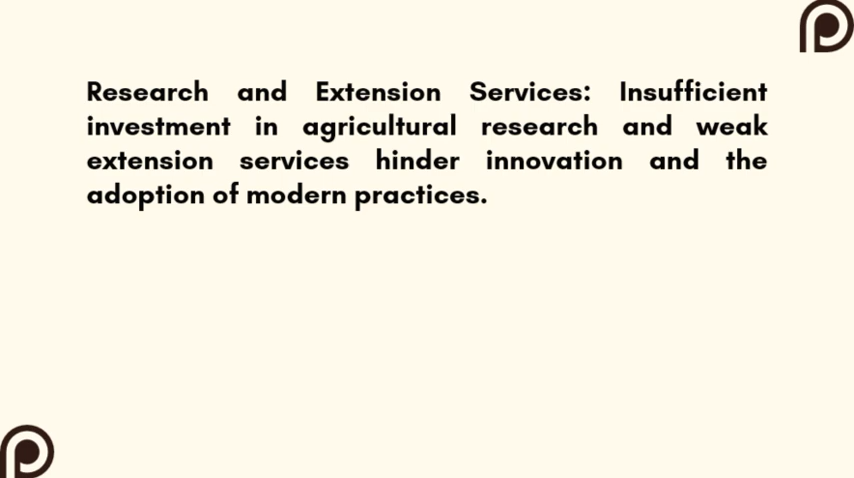 Research and Extension Services: Insufficient
investment in agricultural research and weak
extension services hinder innovation and the
adoption of modern practices.